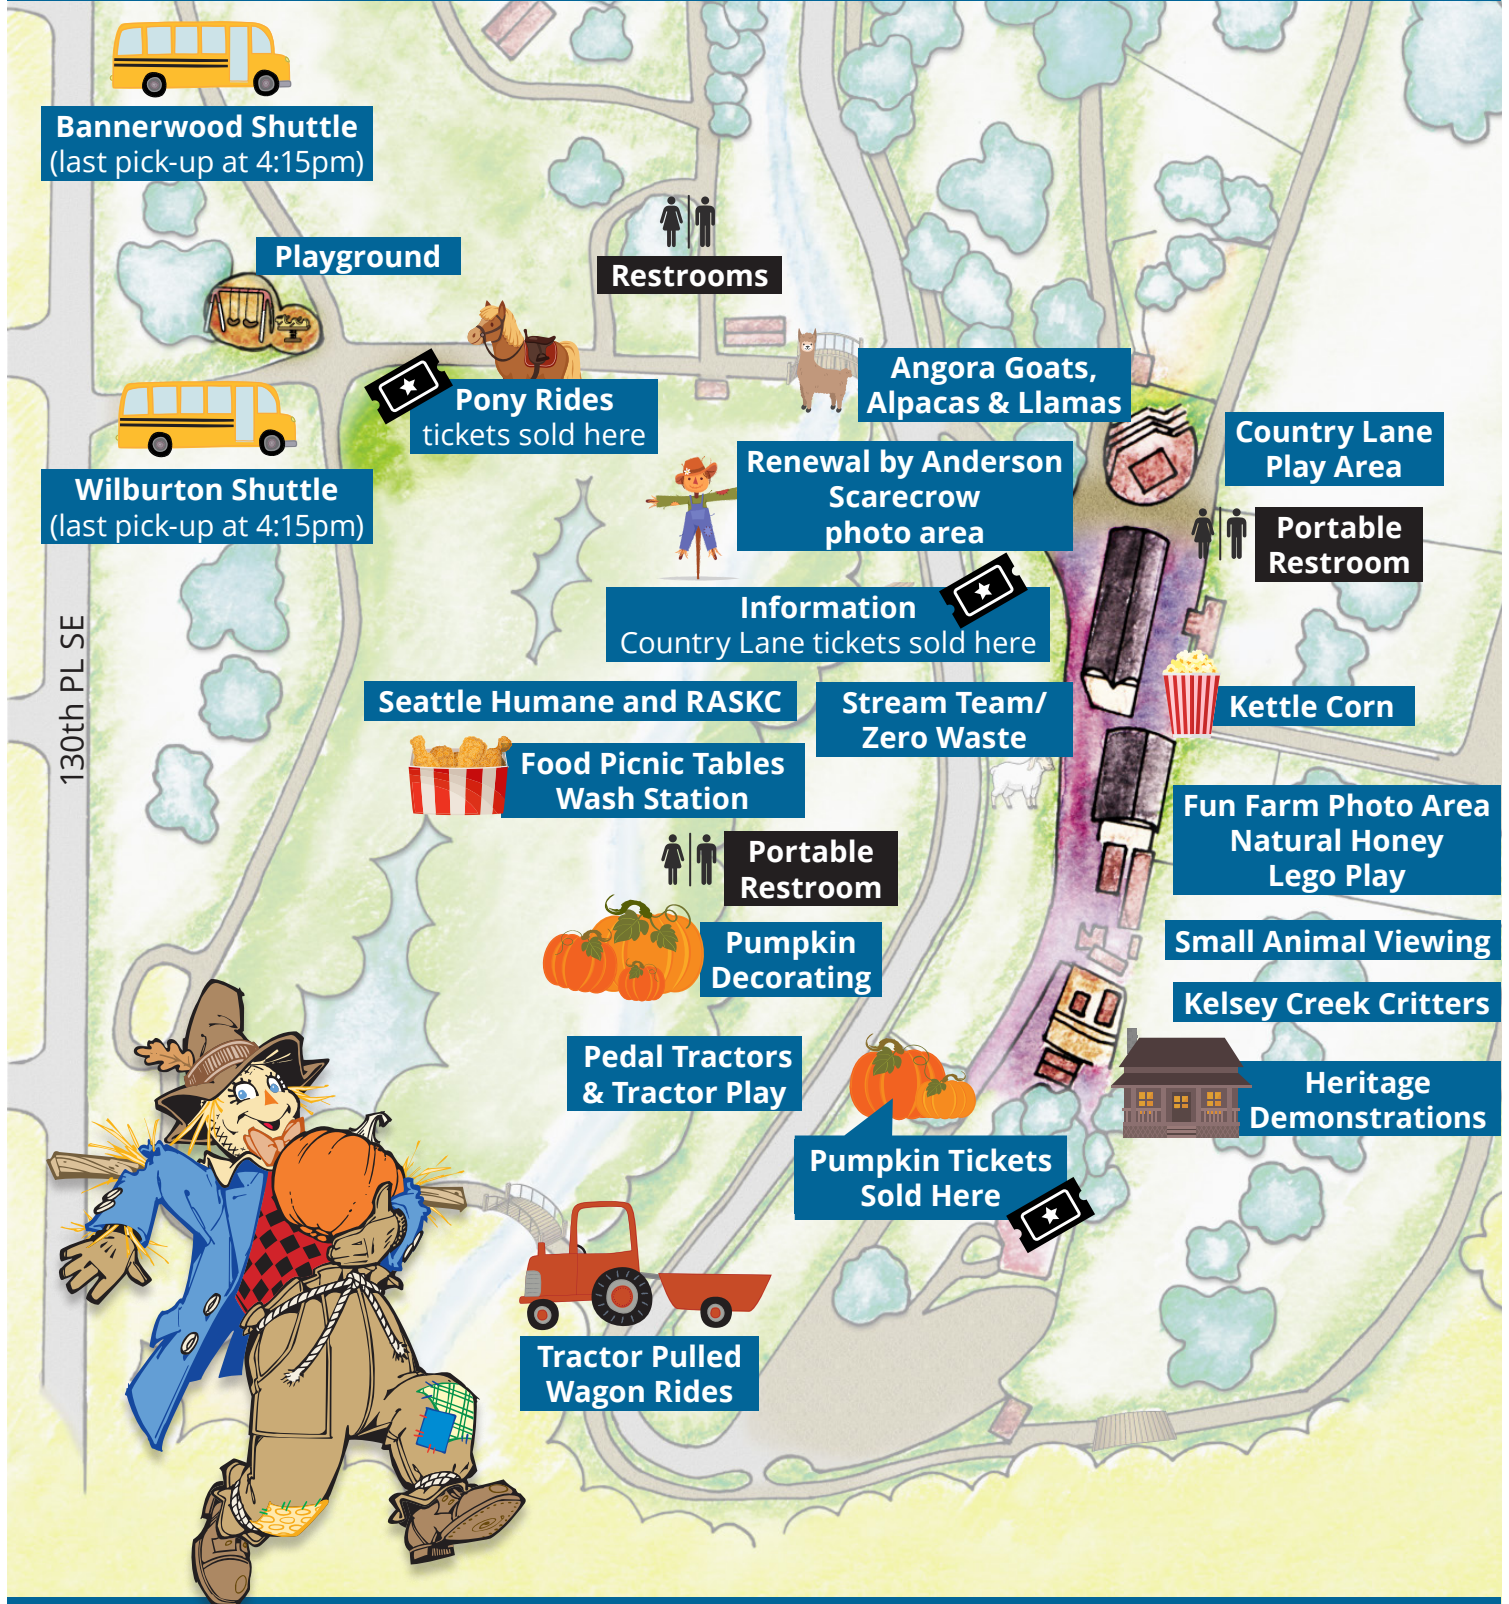 Bannerwood Shuttle
(last pick-up at 4:15pm)
Playground
Restrooms
Pony Rides
tickets sold here
Angora Goats,
Alpacas & Llamas
Wilburton Shuttle
(last pick-up at 4:15pm)
Renewal by Anderson
Scarecrow
photo area
Country Lane
Play Area
Portable
Restroom
Information
Country Lane tickets sold here
130th PL SE
Seattle Humane and RASKC
Stream Team/
Zero Waste
Kettle Corn
Food Picnic Tables
Wash Station
Fun Farm Photo Area
Natural Honey
Lego Play
Portable
Restroom
Pumpkin
Decorating
Small Animal Viewing
Kelsey Creek Critters
Pedal Tractors
& Tractor Play
Heritage
Demonstrations
Pumpkin Tickets
Sold Here
Tractor Pulled
Wagon Rides